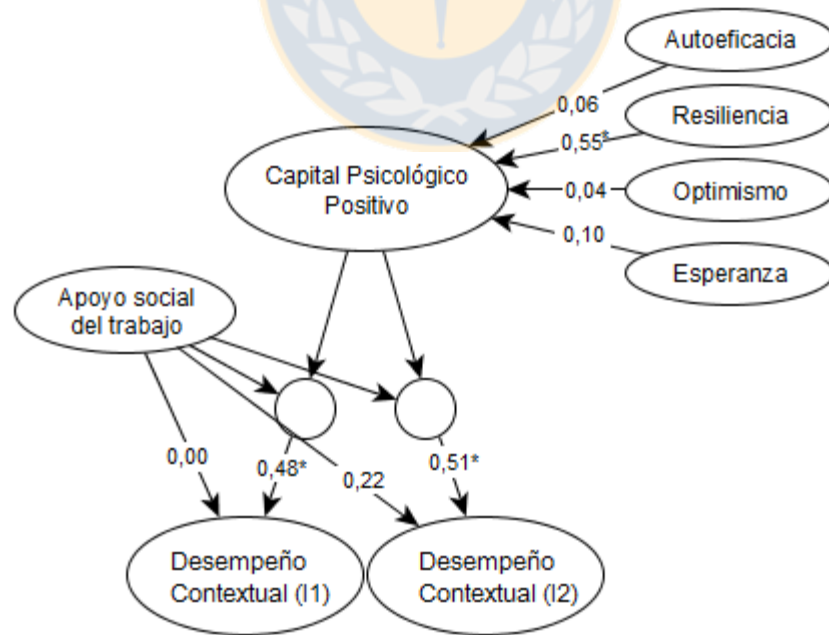 Autoeficacia
0,06
Resiliencia
0,55*
Capital Psicológico
Positivo
0,04
Optimismo
0,10
Esperanza
Apoyo social
del trabajo
0,00
0,48*
0,22
0,51*
Desempeño
Contextual (I1)
Desempeño
Contextual (I2)